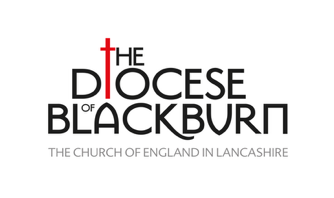 THE
DIOCESE
OF
BLACKBURN
THE CHURCH OF ENGLAND IN LANCASHIRE